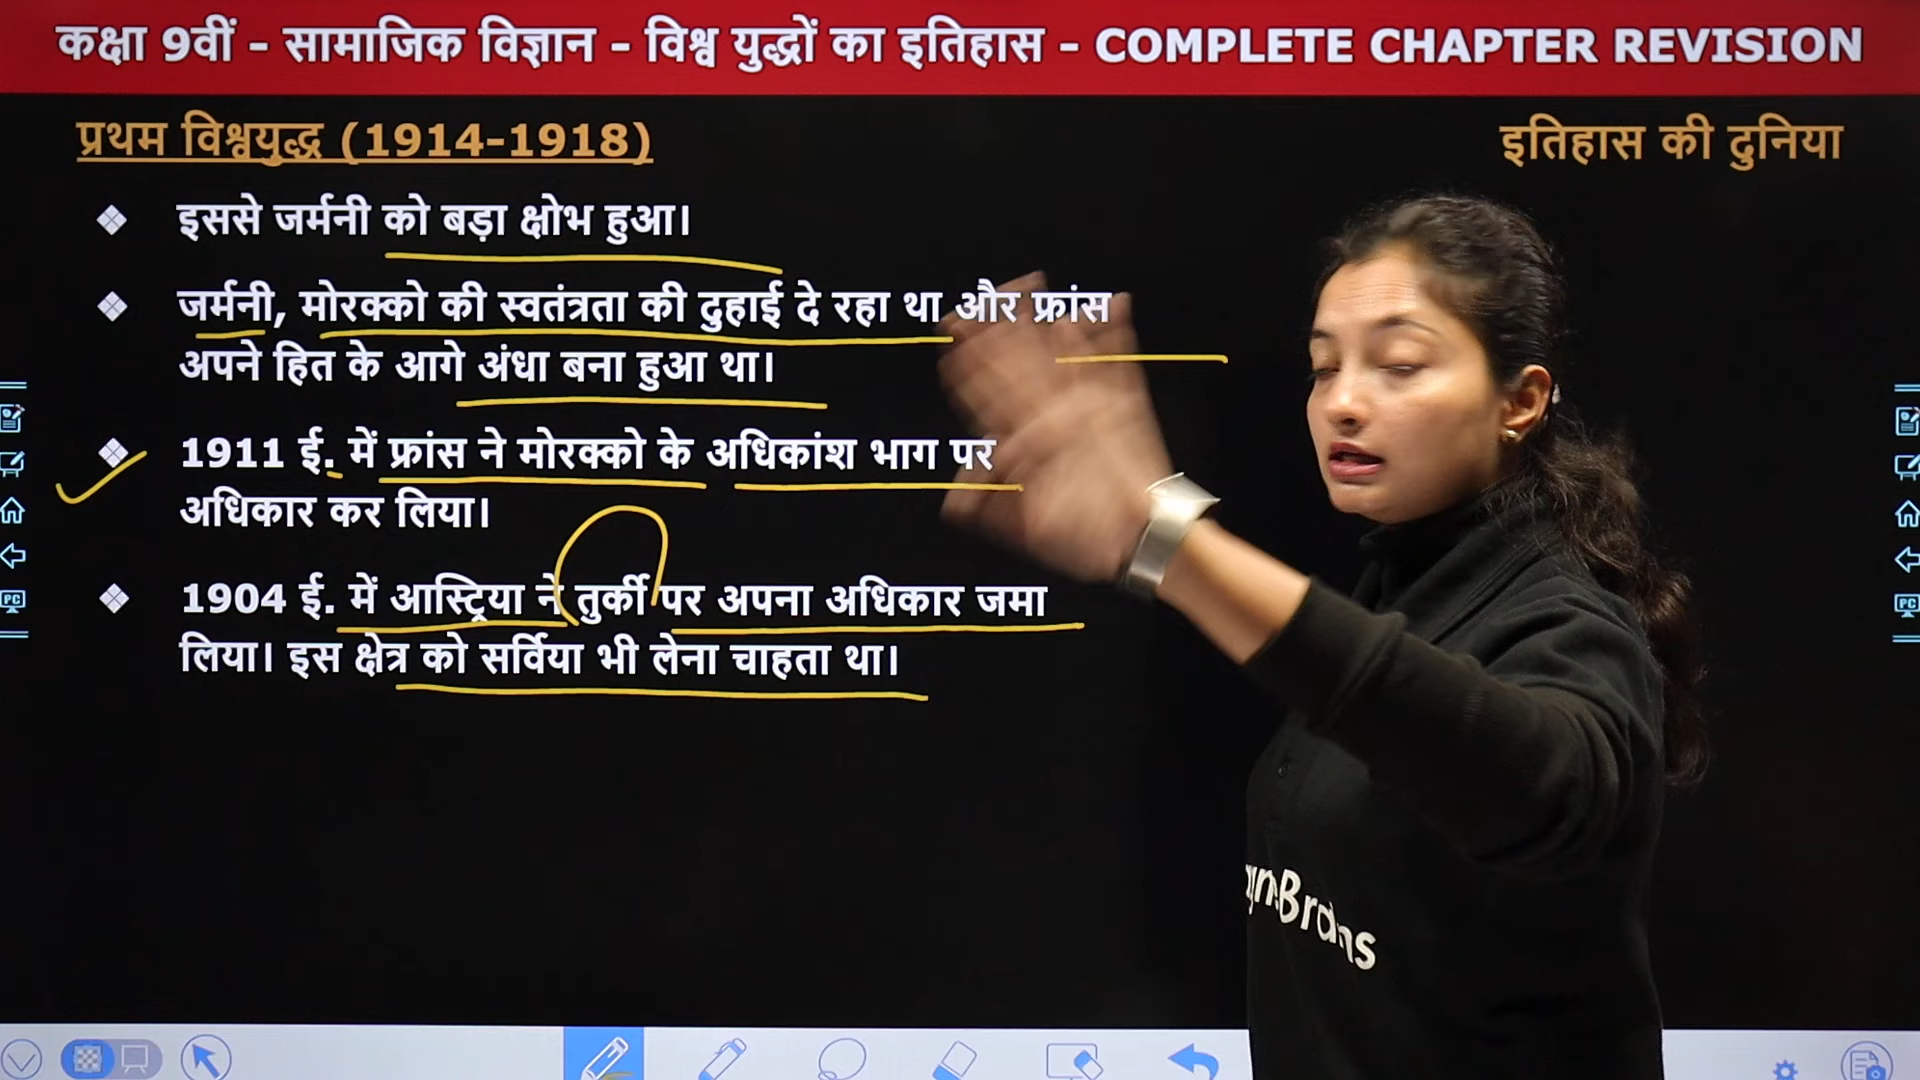 कक्षा 9वीं - सामाजिक विज्ञान - विश्व युद्धों का इतिहास - COMPLETE CHAPTER REVISION
प्रथम विश्वयुद्ध (1914-1918)
इतिहास की दुनिया
❖ इससे जर्मनी को बड़ा क्षोभ हुआ।
❖ जर्मनी, मोरक्को की स्वतंत्रता की दुहाई दे रहा था और फ्रांस
अपने हित के आगे अंधा बना हुआ था।
❖ 1911 ई. में फ्रांस ने मोरक्को के अधिकांश भाग पर
अधिकार कर लिया।
❖ 1904 ई. में आस्ट्रिया ने तुर्की पर अपना अधिकार जमा
लिया। इस क्षेत्र को सर्विया भी लेना चाहता था।
PC
PC